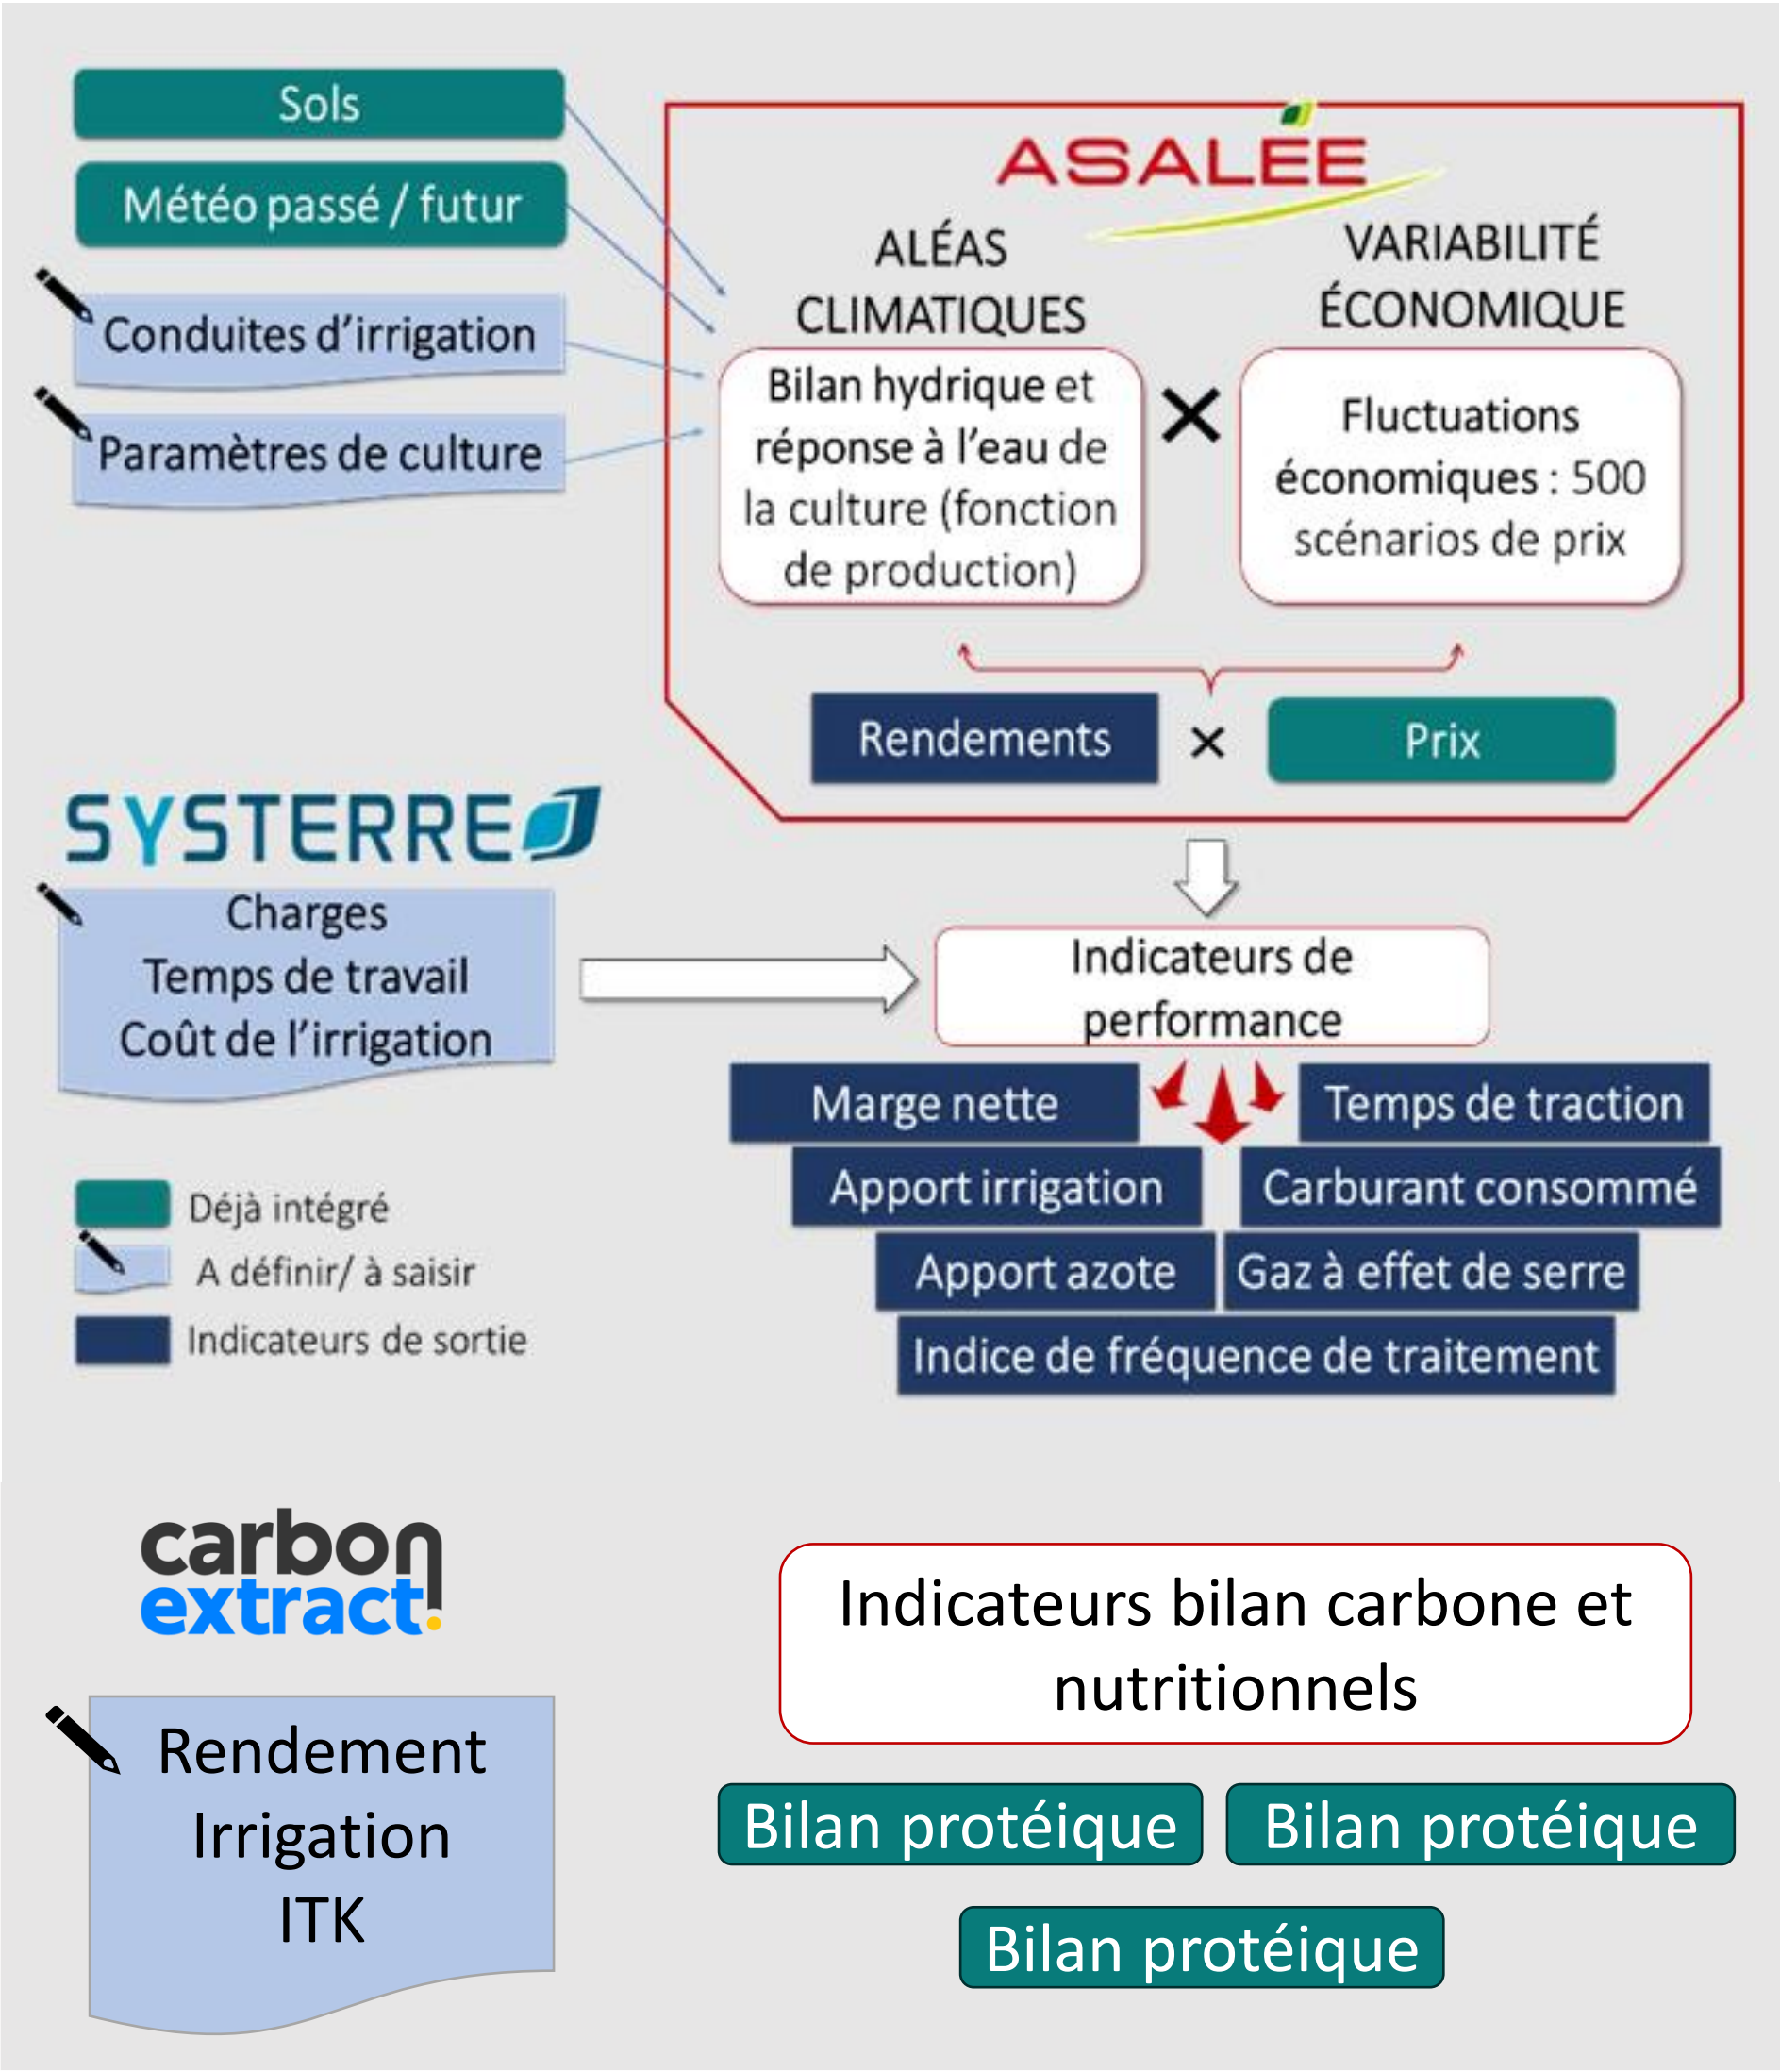 Sols
Météo passé / futur
Conduites d'irrigation
Paramètres de culture
ASALÉE
ALÉAS
CLIMATIQUES
Bilan hydrique et
réponse à l'eau de
la culture (fonction
de production)
×
VARIABILITÉ
ÉCONOMIQUE
Fluctuations
économiques : 500
scénarios de prix
Rendements
×
Prix
SYSTERRE
Charges
Temps de travail
Coût de l'irrigation
Indicateurs de
performance
Marge nette
Temps de traction
Apport irrigation
Carburant consommé
Apport azote
Gaz à effet de serre
Indice de fréquence de traitement
Déjà intégré
A définir/ à saisir
Indicateurs de sortie
carbon
extract!
Rendement
Irrigation
ITK
Indicateurs bilan carbone et
nutritionnels
Bilan protéique
Bilan protéique
Bilan protéique